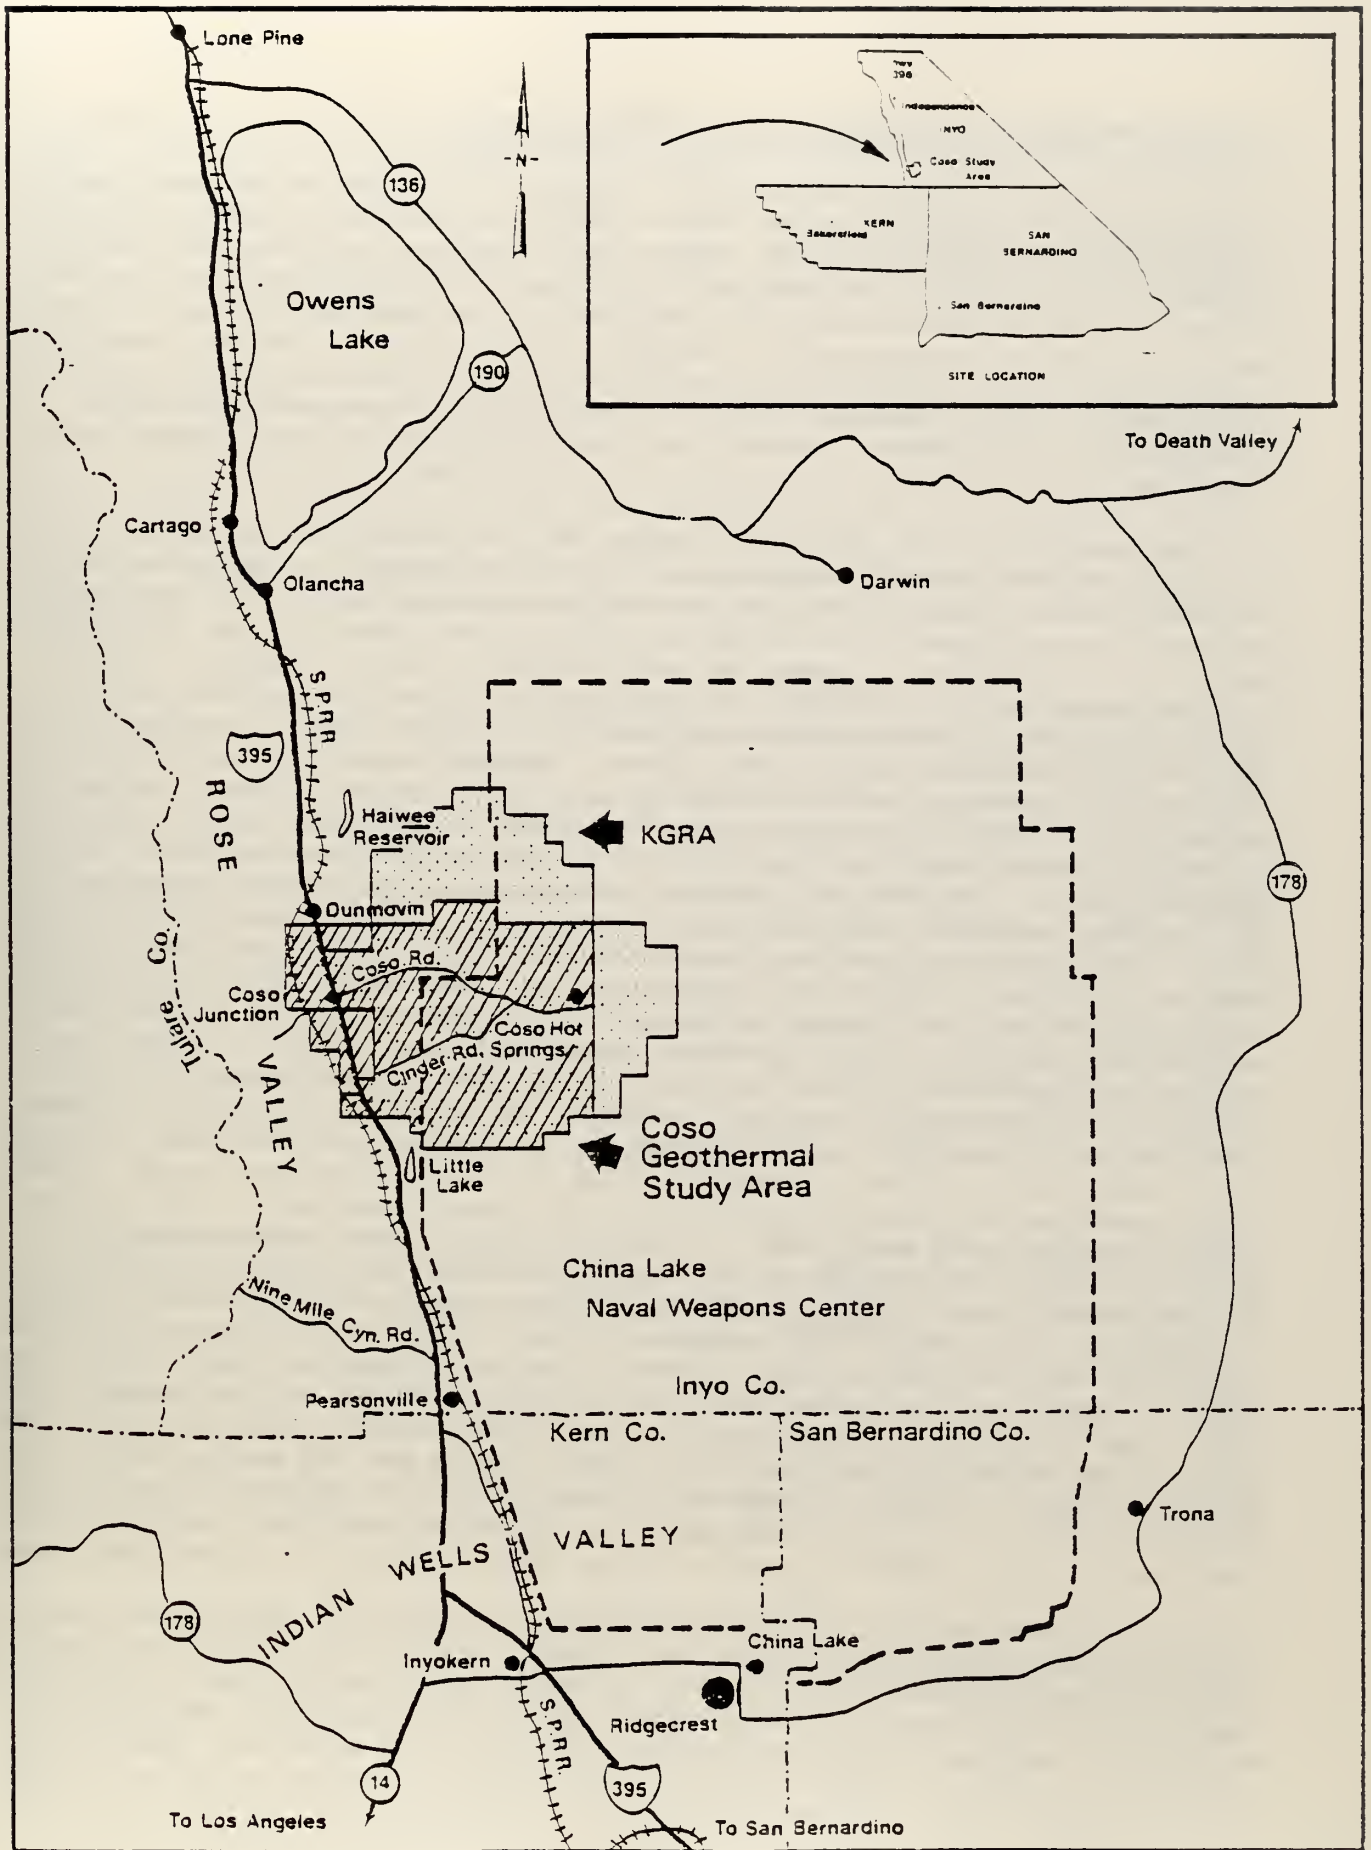 Lone Pine
-N-
Hwy
396
Independence
INYO
Coso Study
Area
KERN
Bakersfield
SAN
BERNARDINO
San Bernardino
SITE LOCATION
136
Owens
Lake
190
To Death Valley
Cartago
Olancha
Darwin
S.P.R.R
395
ROSE
Haiwee
Reservoir
KGRA
178
Dunmovin
Tulare Co.
Coso Rd.
Coso
Junction
Coso Hot
Springs
Cinder Rd.
VALLEY
Coso
Geothermal
Study Area
Little
Lake
China Lake
Naval Weapons Center
Nine Mile Cyn. Rd.
Pearsonville
Inyo Co.
Kern Co.
San Bernardino Co.
Trona
INDIAN WELLS VALLEY
178
China Lake
Inyokern
Ridgecrest
S.P.R.R.
14
395
To Los Angeles
To San Bernardino